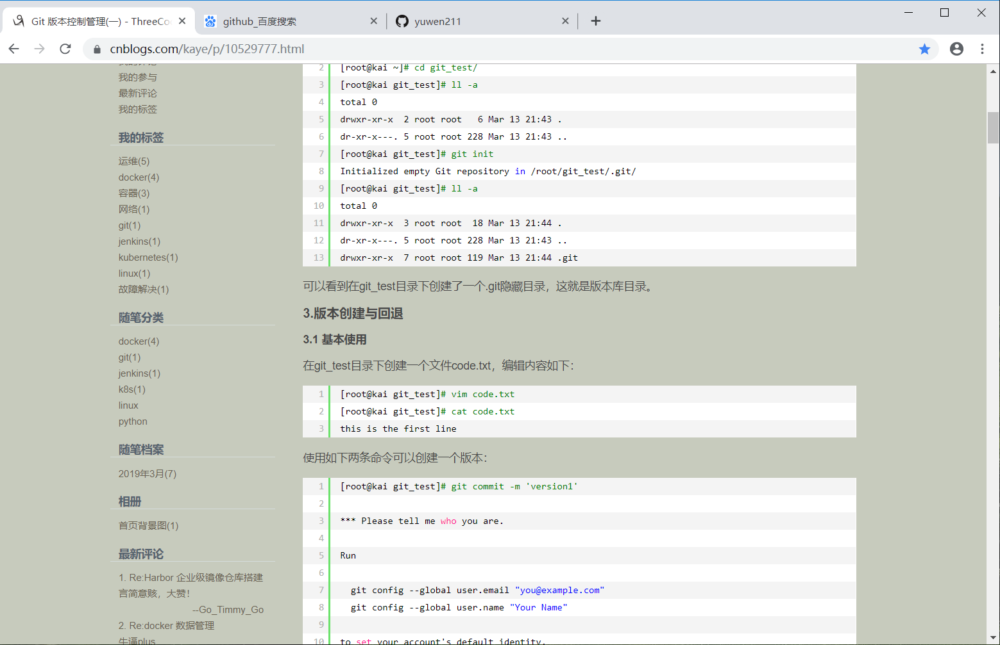 Git 版本控制管理(一) - ThreeCo
github_百度搜索
yuwen211
cnblogs.com/kaye/p/10529777.html
我的参与
最新评论
我的标签
我的标签
运维(5)
docker(4)
容器(3)
网络(1)
git(1)
jenkins(1)
kubernetes(1)
linux(1)
故障解决(1)
随笔分类
docker(4)
git(1)
jenkins(1)
k8s(1)
linux
python
随笔档案
2019年3月(7)
相册
首页背景图(1)
最新评论
1. Re:Harbor 企业级镜像仓库搭建
言简意赅，大赞！
--Go_Timmy_Go
2. Re:docker 数据管理
牛逼plus
2 [root@kai ~]# cd git_test/
3 [root@kai git_test]# ll -a
4 total 0
5 drwxr-xr-x  2 root root   6 Mar 13 21:43 .
6 dr-xr-x---. 5 root root 228 Mar 13 21:43 ..
7 [root@kai git_test]# git init
8 Initialized empty Git repository in /root/git_test/.git/
9 [root@kai git_test]# ll -a
10 total 0
11 drwxr-xr-x  3 root root  18 Mar 13 21:44 .
12 dr-xr-x---. 5 root root 228 Mar 13 21:43 ..
13 drwxr-xr-x  7 root root 119 Mar 13 21:44 .git
可以看到在git_test目录下创建了一个.git隐藏目录，这就是版本库目录。
3.版本创建与回退
3.1 基本使用
在git_test目录下创建一个文件code.txt，编辑内容如下：
1 [root@kai git_test]# vim code.txt
2 [root@kai git_test]# cat code.txt
3 this is the first line
使用如下两条命令可以创建一个版本：
1 [root@kai git_test]# git commit -m 'version1'
2
3 *** Please tell me who you are.
4
5 Run
6
7   git config --global user.email "you@example.com"
8   git config --global user.name "Your Name"
9
10 to set your account's default identity.